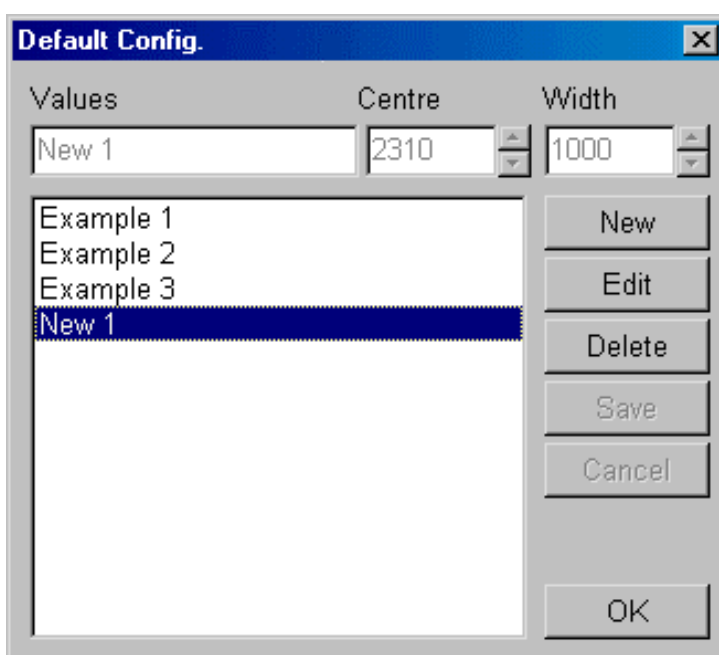 Default Config.
Values Centre Width
New 1 2310 1000
Example 1
Example 2
Example 3
New 1
New
Edit
Delete
Save
Cancel
OK